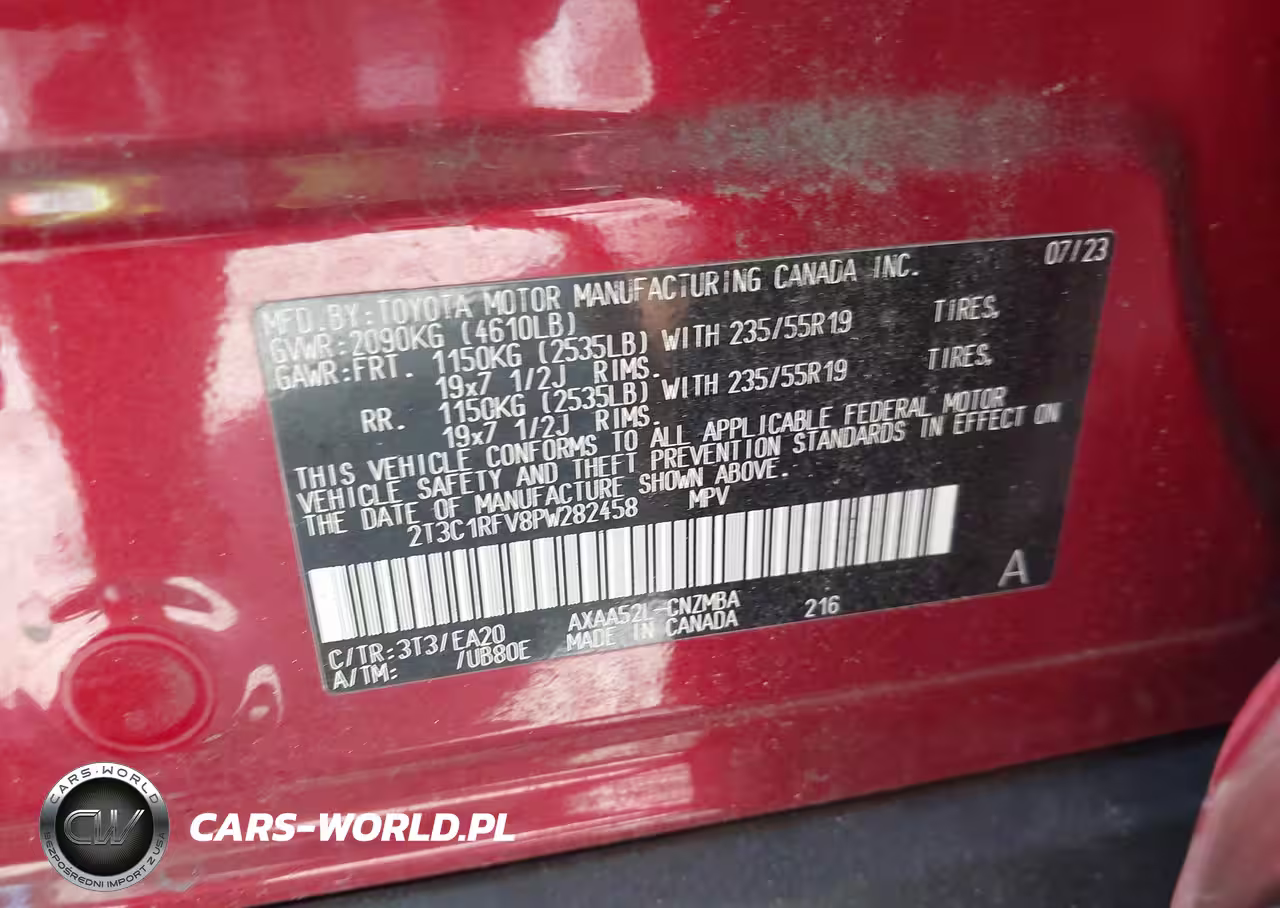 07/23
MFD.BY:TOYOTA MOTOR MANUFACTURING CANADA INC.
GVWR:2090KG (4610LB)
GAWR:FRT. 1150KG (2535LB) WITH 235/55R19 TIRES,
19x7 1/2J RIMS.
RR. 1150KG (2535LB) WITH 235/55R19 TIRES,
19x7 1/2J RIMS.
THIS VEHICLE CONFORMS TO ALL APPLICABLE FEDERAL MOTOR
VEHICLE SAFETY AND THEFT PREVENTION STANDARDS IN EFFECT ON
THE DATE OF MANUFACTURE SHOWN ABOVE.
2T3C1RFV8PW282458 MPV
A
C/TR:3T3/EA20 AXAA52L-CNZMBA 216
A/TM: /UB80E MADE IN CANADA
CARS-WORLD
CW
BEZPOŚREDNI IMPORT Z USA
CARS-WORLD.PL